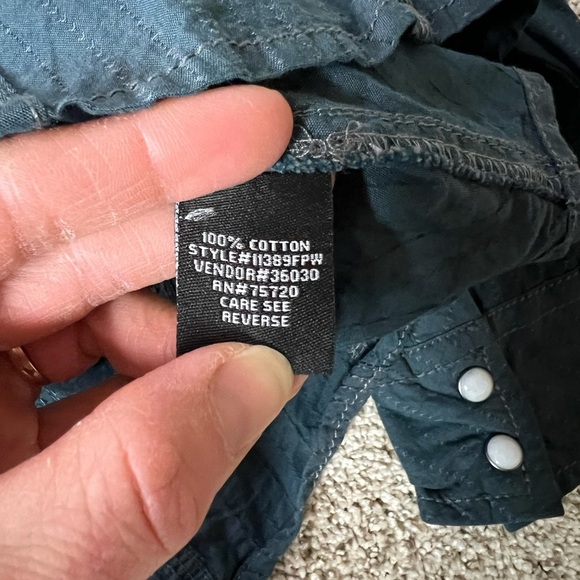 100% COTTON
STYLE#11389FPW
VENDOR#36030
RN#75720
CARE SEE
REVERSE